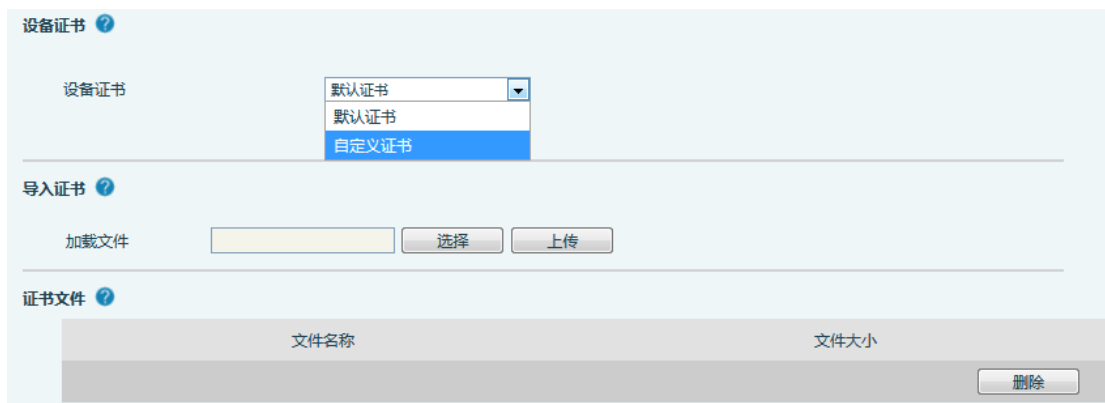 设备证书 ?
设备证书 默认证书
默认证书
自定义证书
导入证书 ?
加载文件 选择 上传
证书文件 ?
文件名称 文件大小
删除